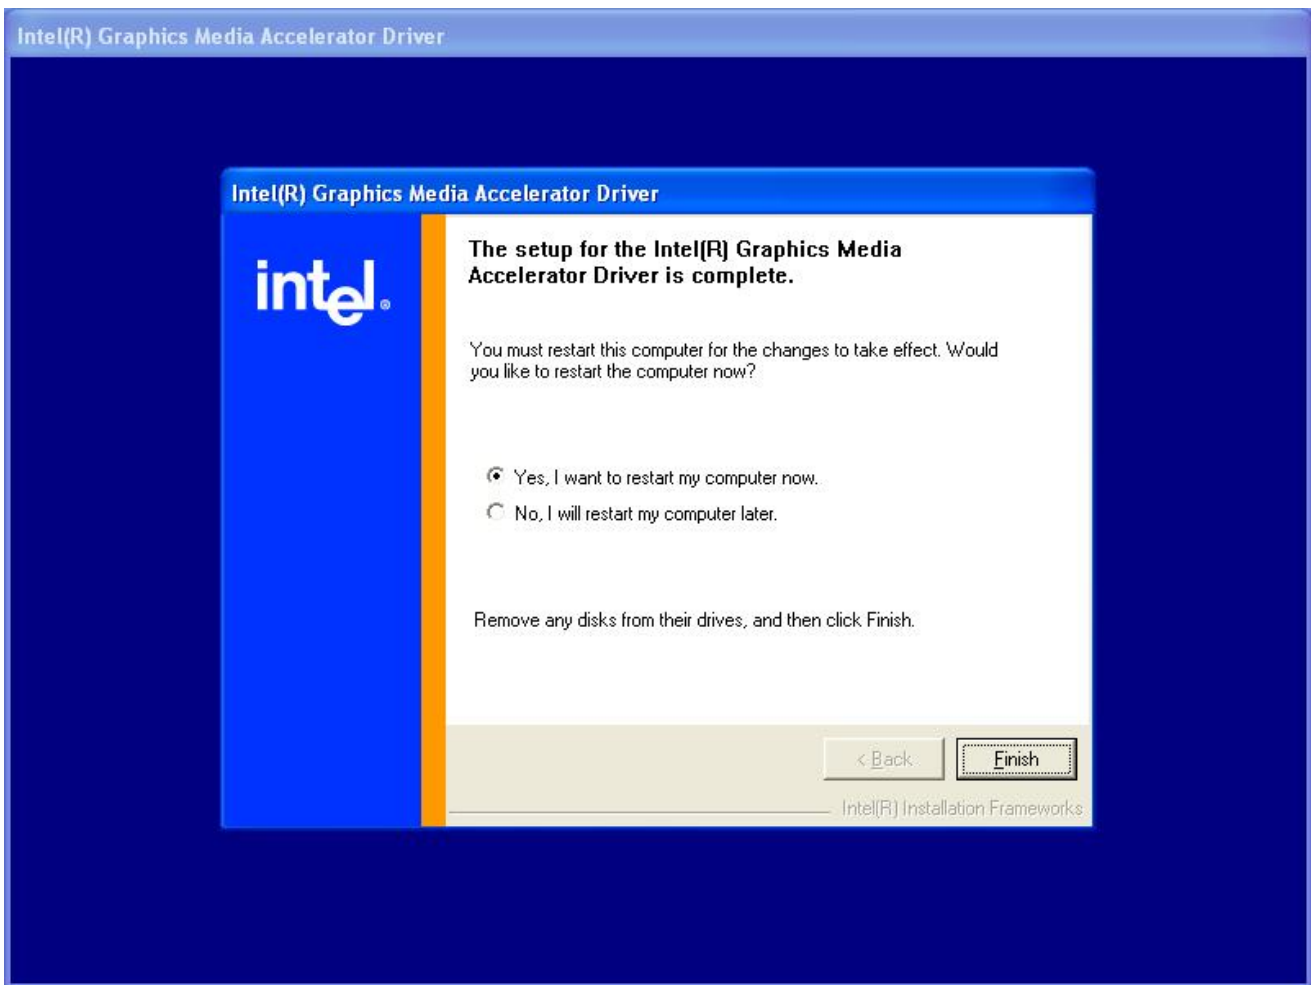 Intel(R) Graphics Media Accelerator Driver
Intel(R) Graphics Media Accelerator Driver
intel®
The setup for the Intel(R) Graphics Media
Accelerator Driver is complete.
You must restart this computer for the changes to take effect. Would
you like to restart the computer now?
Yes, I want to restart my computer now.
No, I will restart my computer later.
Remove any disks from their drives, and then click Finish.
< Back
Finish
Intel(R) Installation Frameworks